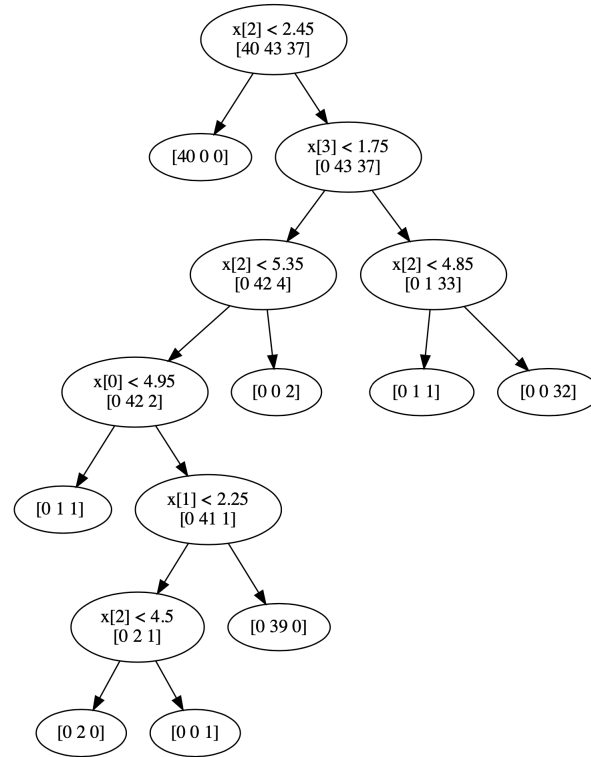 x[2] < 2.45
[40 43 37]
[40 0 0]
x[3] < 1.75
[0 43 37]
x[2] < 5.35
[0 42 4]
x[2] < 4.85
[0 1 33]
x[0] < 4.95
[0 42 2]
[0 0 2]
[0 1 1]
[0 0 32]
[0 1 1]
x[1] < 2.25
[0 41 1]
x[2] < 4.5
[0 2 1]
[0 39 0]
[0 2 0]
[0 0 1]